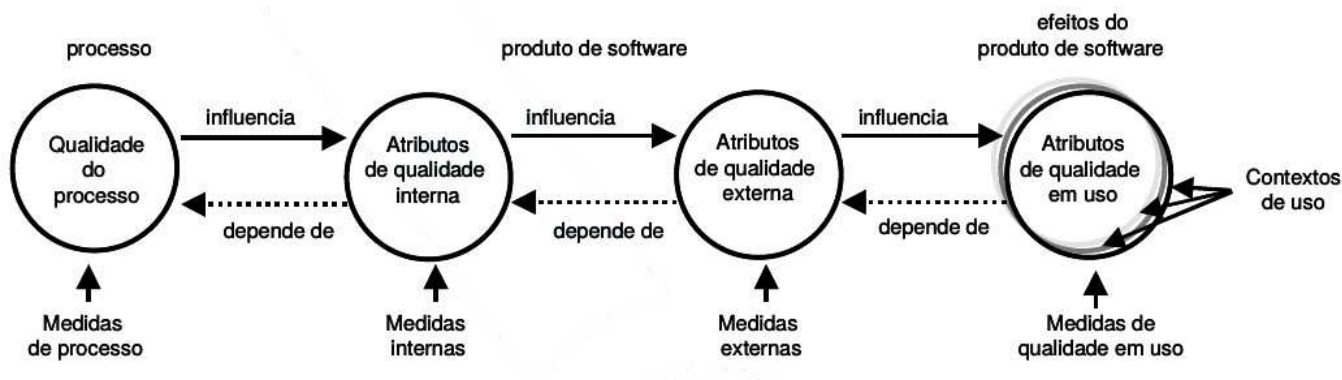 processo
produto de software
efeitos do
produto de software
Qualidade
do
processo
influencia
depende de
Atributos
de qualidade
interna
influencia
depende de
Atributos
de qualidade
externa
influencia
depende de
Atributos
de qualidade
em uso
Contextos
de uso
Medidas
de processo
Medidas
internas
Medidas
externas
Medidas de
qualidade em uso